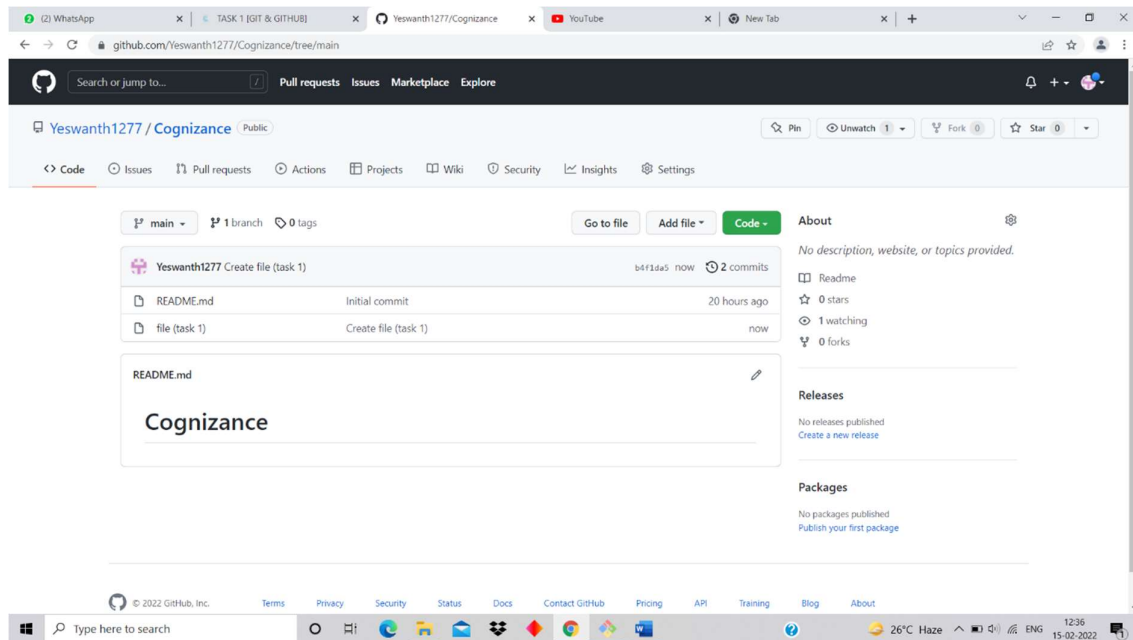 (2) WhatsApp
TASK 1 [GIT & GITHUB]
Yeswanth1277/Cognizance
YouTube
New Tab
github.com/Yeswanth1277/Cognizance/tree/main
Search or jump to... /
Pull requests Issues Marketplace Explore
Yeswanth1277 / Cognizance Public
Pin Unwatch 1 Fork 0 Star 0
Code Issues Pull requests Actions Projects Wiki Security Insights Settings
main 1 branch 0 tags Go to file Add file Code
Yeswanth1277 Create file (task 1) b4f1da5 now 2 commits
README.md Initial commit 20 hours ago
file (task 1) Create file (task 1) now
README.md
Cognizance
About
No description, website, or topics provided.
Readme
0 stars
1 watching
0 forks
Releases
No releases published
Create a new release
Packages
No packages published
Publish your first package
© 2022 GitHub, Inc. Terms Privacy Security Status Docs Contact GitHub Pricing API Training Blog About
Type here to search
26°C Haze ENG 12:36
15-02-2022